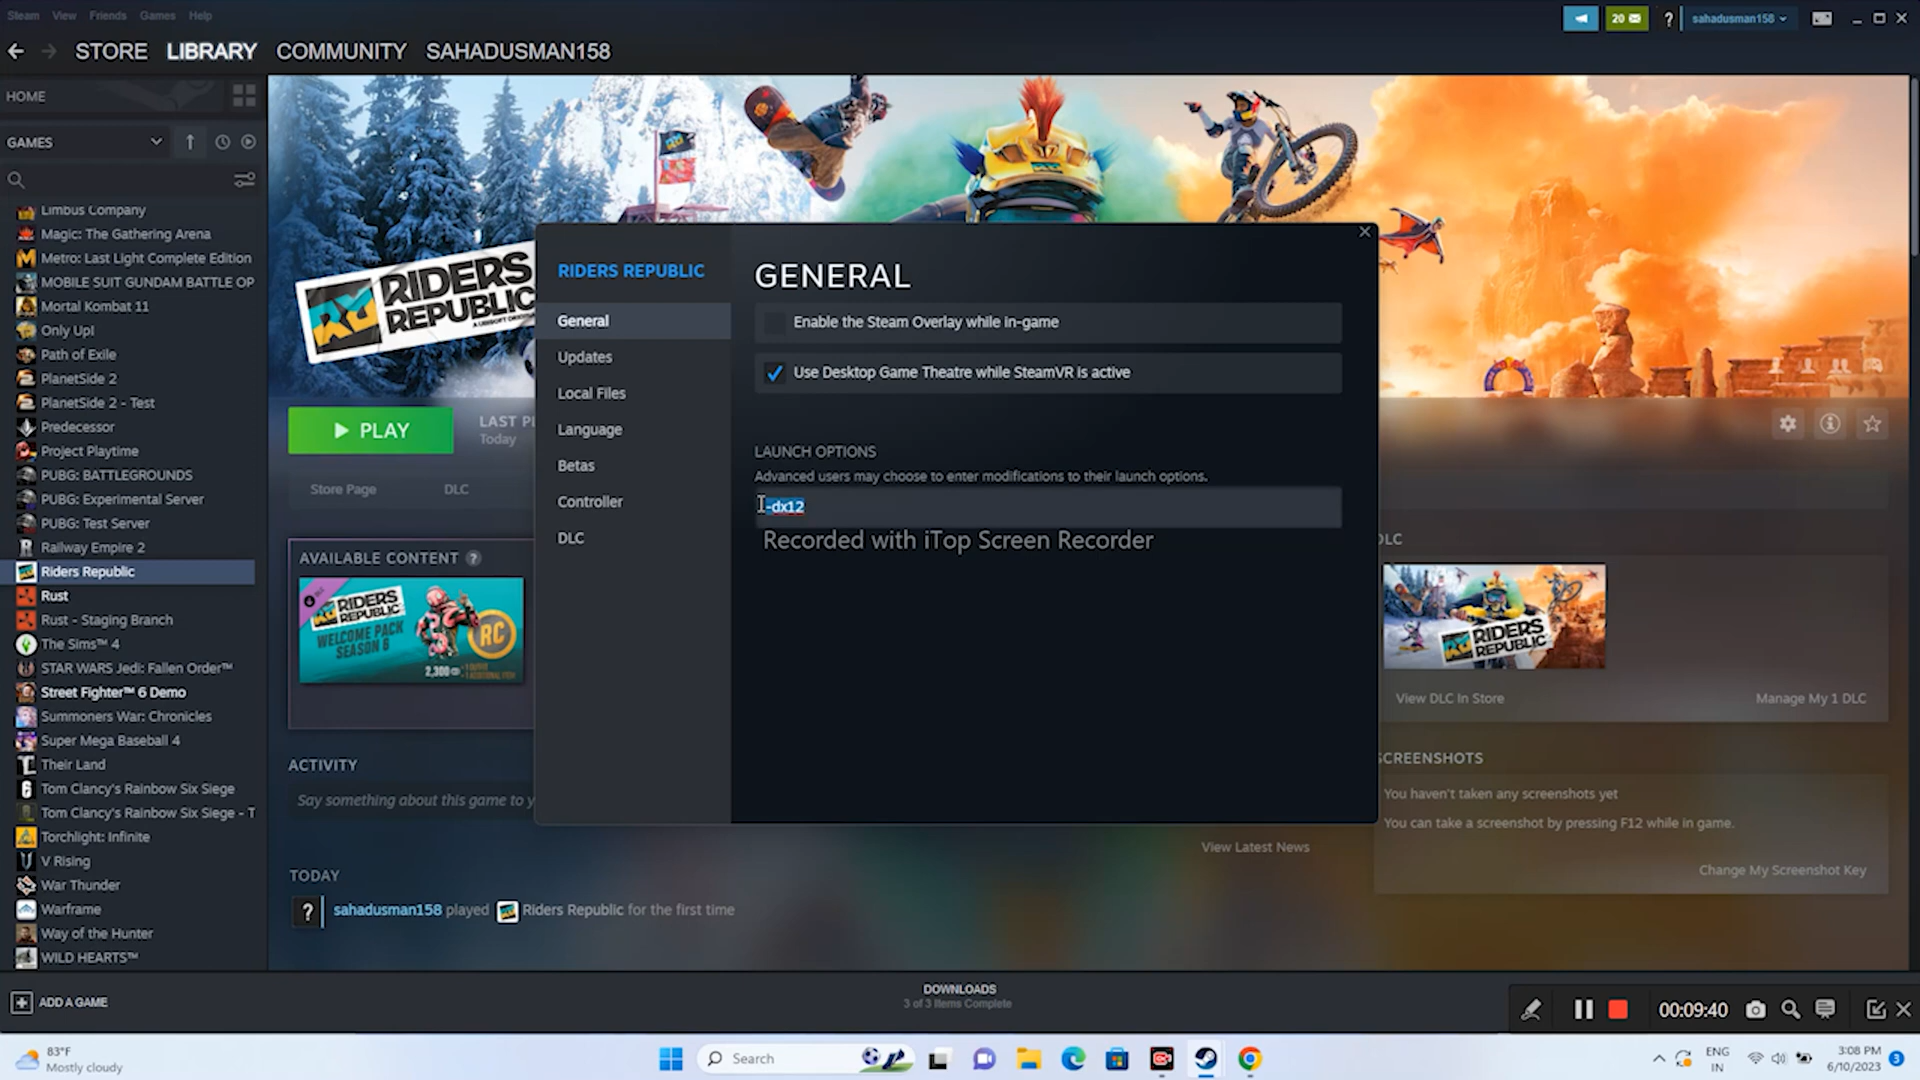 Steam View Friends Games Help
20
?
sahadusman158
STORE LIBRARY COMMUNITY SAHADUSMAN158
HOME
GAMES
Limbus Company
Magic: The Gathering Arena
Metro: Last Light Complete Edition
MOBILE SUIT GUNDAM BATTLE OP
Mortal Kombat 11
Only Up!
Path of Exile
PlanetSide 2
PlanetSide 2 - Test
Predecessor
Project Playtime
PUBG: BATTLEGROUNDS
PUBG: Experimental Server
PUBG: Test Server
Railway Empire 2
Riders Republic
Rust
Rust - Staging Branch
The Sims™ 4
STAR WARS Jedi: Fallen Order™
Street Fighter™ 6 Demo
Summoners War: Chronicles
Super Mega Baseball 4
Their Land
Tom Clancy's Rainbow Six Siege
Tom Clancy's Rainbow Six Siege - T
Torchlight: Infinite
V Rising
War Thunder
Warframe
Way of the Hunter
WILD HEARTS™
ADD A GAME
RIDERS
REPUBLIC
PLAY
LAST PL
Today
Store Page DLC
AVAILABLE CONTENT ?
RIDERS
REPUBLIC
WELCOME PACK
SEASON 6
RC
2,300
ACTIVITY
Say something about this game to y
TODAY
? sahadusman158 played Riders Republic for the first time
RIDERS REPUBLIC
General
Updates
Local Files
Language
Betas
Controller
DLC
GENERAL
Enable the Steam Overlay while in-game
Use Desktop Game Theatre while SteamVR is active
LAUNCH OPTIONS
Advanced users may choose to enter modifications to their launch options.
-dx12
Recorded with iTop Screen Recorder
DLC
RIDERS
REPUBLIC
View DLC In Store Manage My 1 DLC
SCREENSHOTS
You haven't taken any screenshots yet
You can take a screenshot by pressing F12 while in game.
Change My Screenshot Key
View Latest News
DOWNLOADS
3 of 3 Items Complete
00:09:40
83°F
Mostly cloudy
Search
ENG
IN
3:08 PM
6/10/2023
3